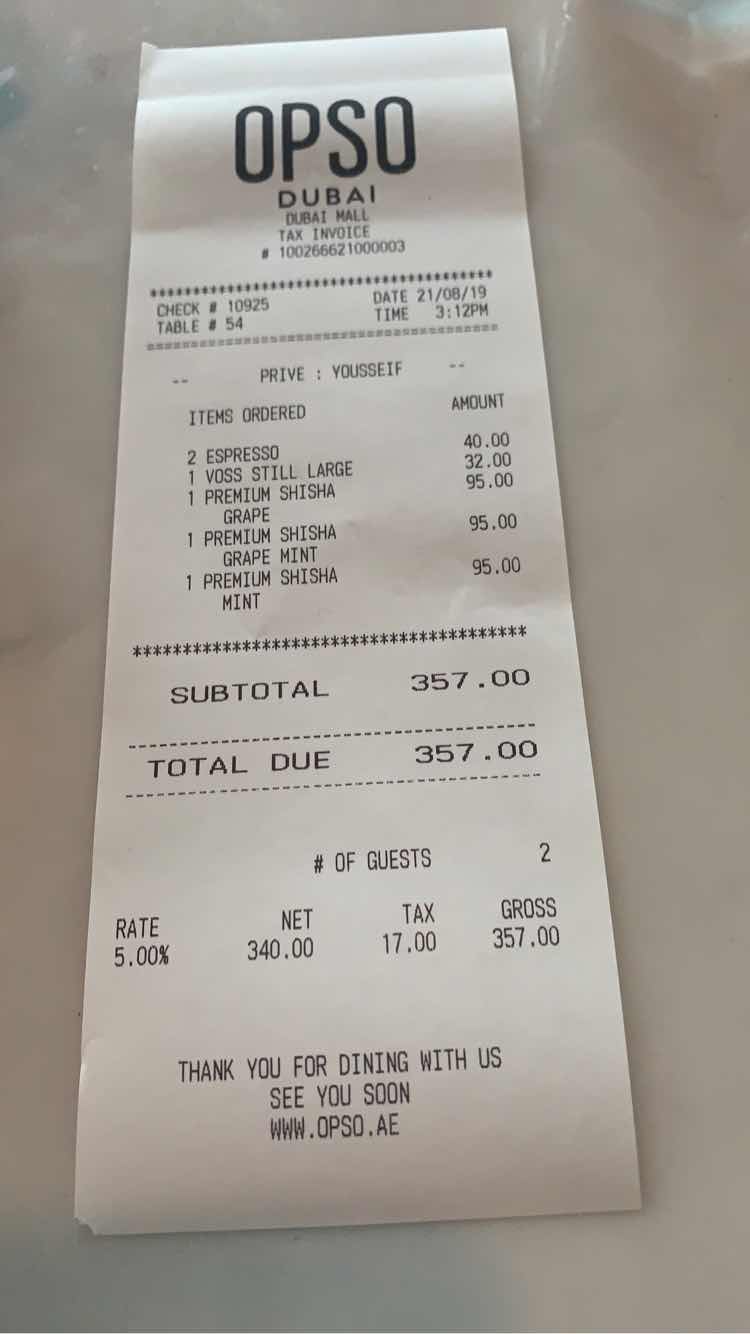 OPSO
DUBAI
DUBAI MALL
TAX INVOICE
# 100266621000003
*****************************************
CHECK # 10925 DATE 21/08/19
TABLE # 54 TIME 3:12PM
=========================================
-- PRIVE : YOUSSEIF --
ITEMS ORDERED AMOUNT
2 ESPRESSO 40.00
1 VOSS STILL LARGE 32.00
1 PREMIUM SHISHA 95.00
GRAPE
1 PREMIUM SHISHA 95.00
GRAPE MINT
1 PREMIUM SHISHA 95.00
MINT
*****************************************
SUBTOTAL 357.00
-----------------------------------------
TOTAL DUE 357.00
-----------------------------------------
# OF GUESTS 2
RATE NET TAX GROSS
5.00% 340.00 17.00 357.00
THANK YOU FOR DINING WITH US
SEE YOU SOON
WWW.OPSO.AE